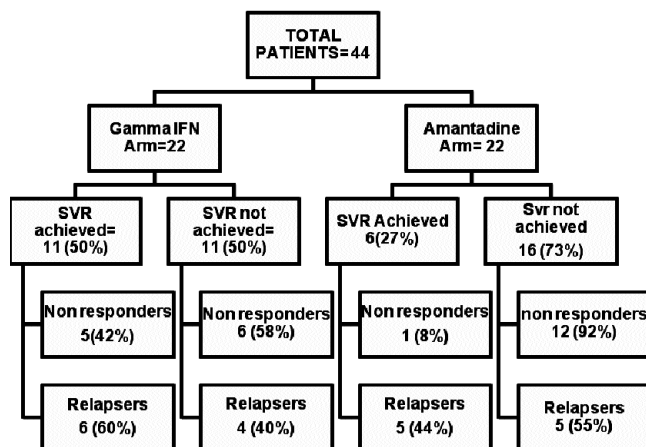 TOTAL
PATIENTS=44
Gamma IFN
Arm=22
Amantadine
Arm= 22
SVR
achieved=
11 (50%)
SVR not
achieved=
11 (50%)
SVR Achieved
6(27%)
Svr not
achieved
16 (73%)
Non responders
5(42%)
Non responders
6 (58%)
Non responders
1 (8%)
non responders
12 (92%)
Relapsers
6 (60%)
Relapsers
4 (40%)
Relapsers
5 (44%)
Relapsers
5 (55%)